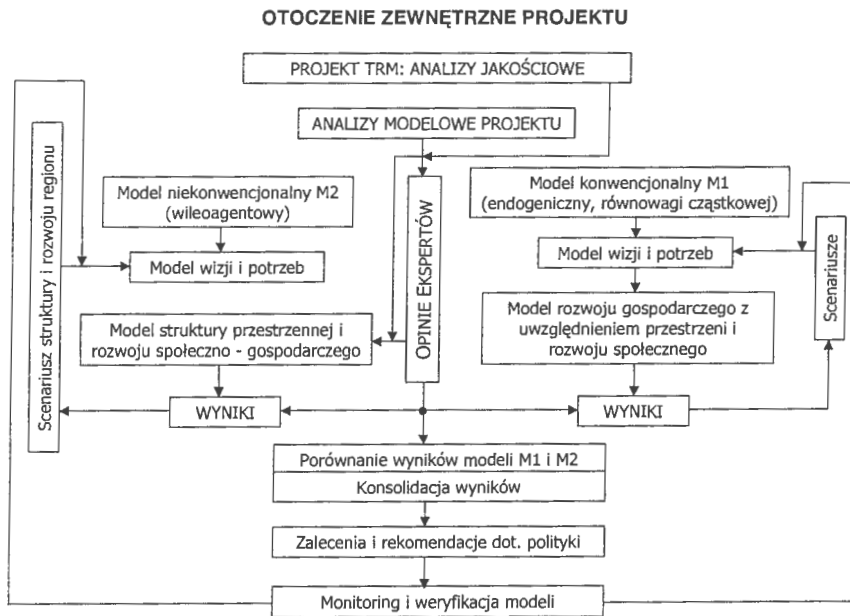 OTOCZENIE ZEWNĘTRZNE PROJEKTU
PROJEKT TRM: ANALIZY JAKOŚCIOWE
ANALIZY MODELOWE PROJEKTU
Scenariusz struktury i rozwoju regionu
Model niekonwencjonalny M2
(wileoagentowy)
Model wizji i potrzeb
Model struktury przestrzennej i
rozwoju społeczno - gospodarczego
WYNIKI
OPINIE EKSPERTÓW
Model konwencjonalny M1
(endogeniczny, równowagi cząstkowej)
Model wizji i potrzeb
Model rozwoju gospodarczego z
uwzględnieniem przestrzeni i
rozwoju społecznego
WYNIKI
Scenariusze
Porównanie wyników modeli M1 i M2
Konsolidacja wyników
Zalecenia i rekomendacje dot. polityki
Monitoring i weryfikacja modeli